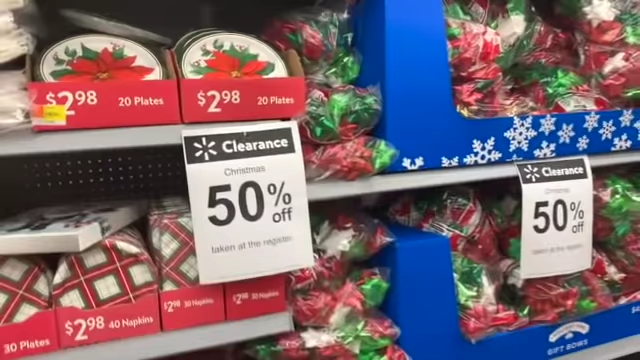 $2.98 20 Plates
$2.98 20 Plates
Clearance
Christmas
50% off
taken at the register
Clearance
Christmas
50% off
taken at the register
30 Plates
$2.98 40 Napkins
$2.98 30 Napkins
$2.98 30 Napkins
GIFT BOWS